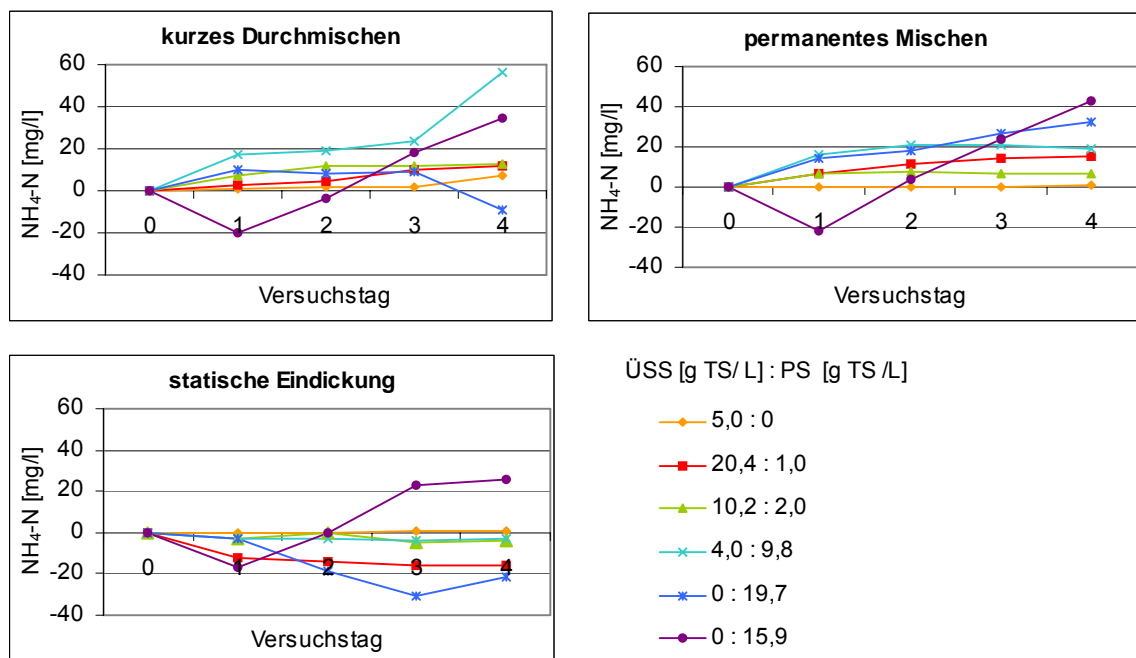 kurzes Durchmischen
60
40
20
0
-20
-40
NH₄-N [mg/l]
0 1 2 3 4
Versuchstag
permanentes Mischen
60
40
20
0
-20
-40
NH₄-N [mg/l]
0 1 2 3 4
Versuchstag
statische Eindickung
60
40
20
0
-20
-40
NH₄-N [mg/l]
0 1 2 3 4
Versuchstag
ÜSS [g TS/ L] : PS [g TS /L]
5,0 : 0
20,4 : 1,0
10,2 : 2,0
4,0 : 9,8
0 : 19,7
0 : 15,9